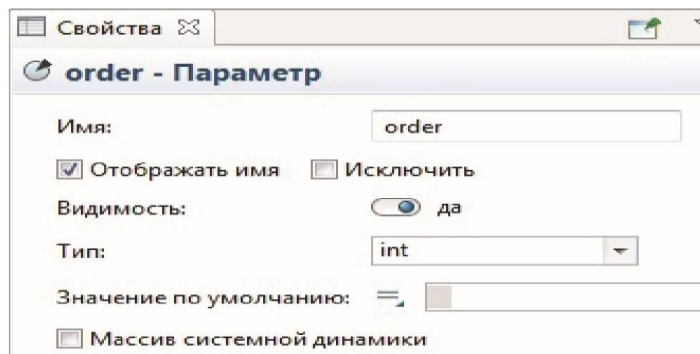 Свойства
order - Параметр
Имя: order
Отображать имя Исключить
Видимость: да
Тип: int
Значение по умолчанию:
Массив системной динамики